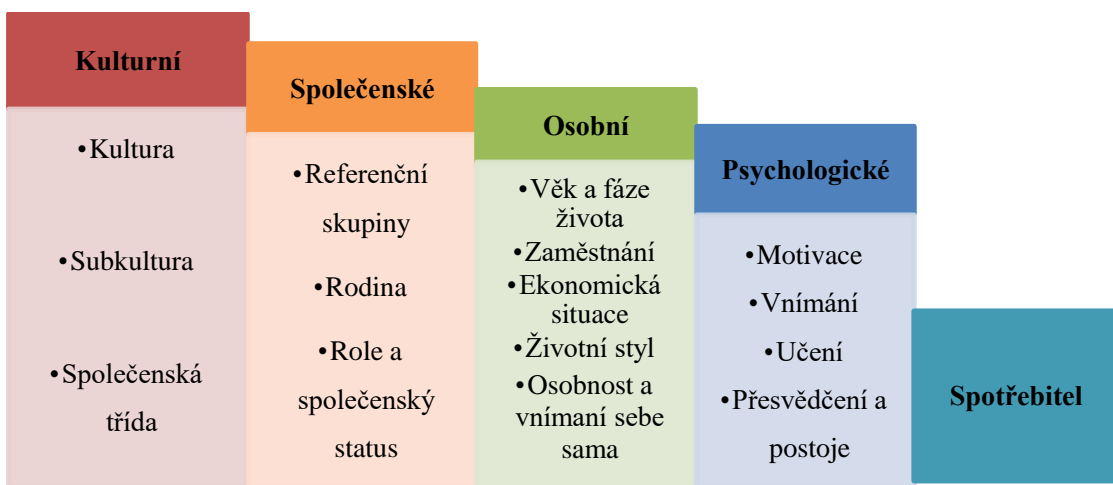 Kulturní
•Kultura
•Subkultura
•Společenská
třída
Společenské
•Referenční
skupiny
•Rodina
•Role a
společenský
status
Osobní
•Věk a fáze
života
•Zaměstnání
•Ekonomická
situace
•Životní styl
•Osobnost a
vnímaní sebe
sama
Psychologické
•Motivace
•Vnímání
•Učení
•Přesvědčení a
postoje
Spotřebitel